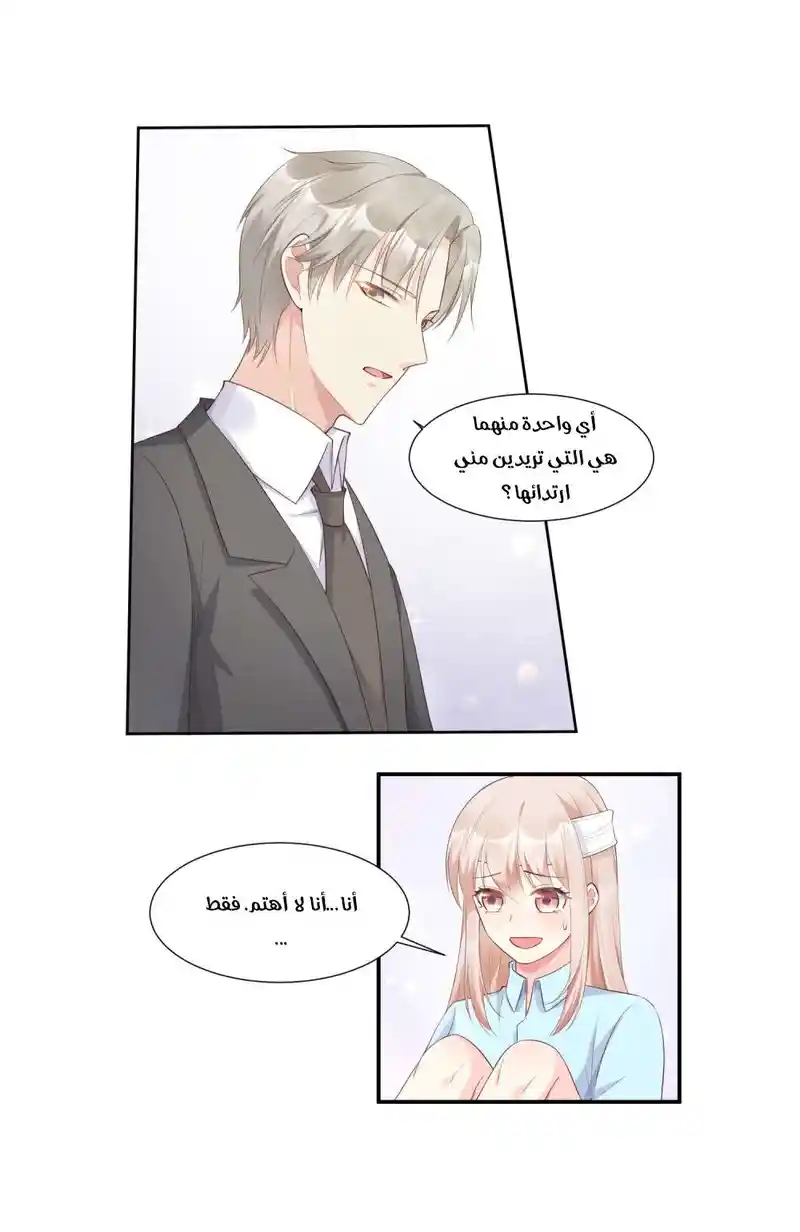 أي واحدة منهما
هي التي تريدين مني
ارتدائها ؟
أنا ...أنا لا أهتم. فقط
...